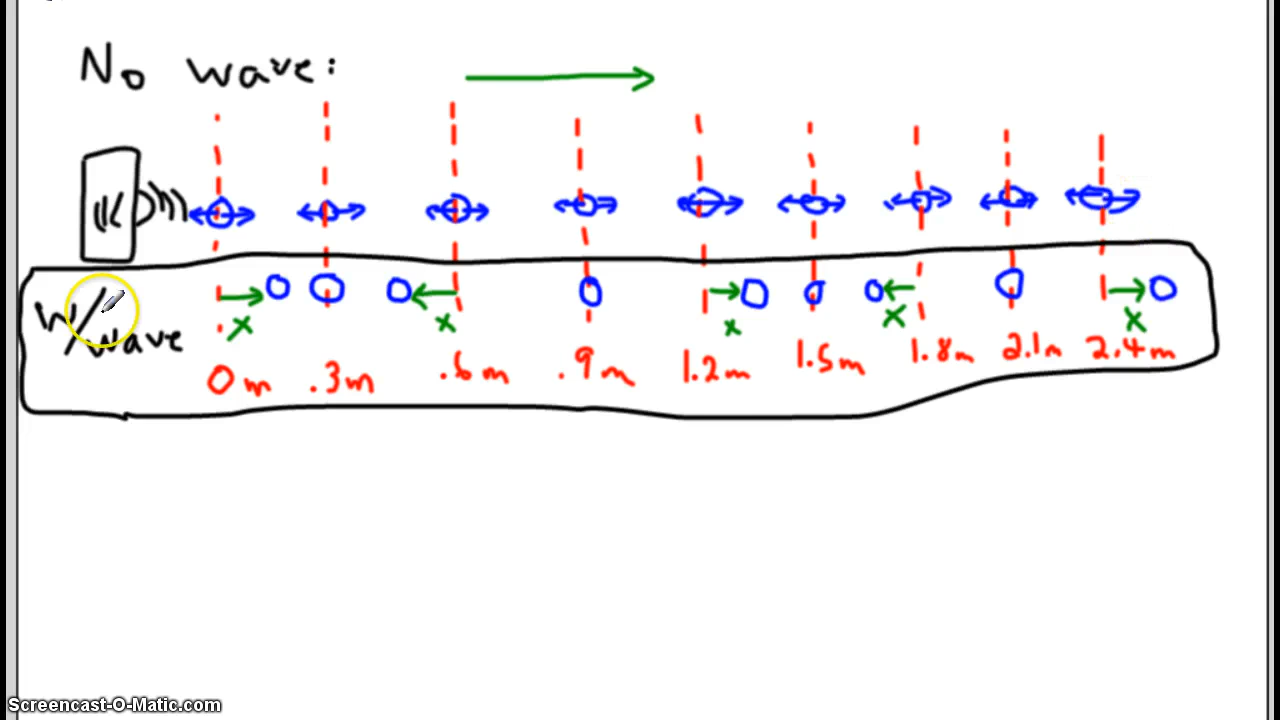 No wave:
w/wave
x x x x x
0m .3m .6m .9m 1.2m 1.5m 1.8m 2.1m 2.4m
Screencast-O-Matic.com